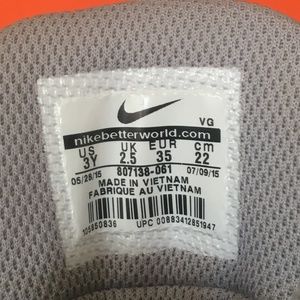 VG
nikebetterworld.com
US UK EUR cm
3Y 2.5 35 22
05/28/15 807138-061 07/09/15
MADE IN VIETNAM
FABRIQUE AU VIETNAM
UPC 00883412851947